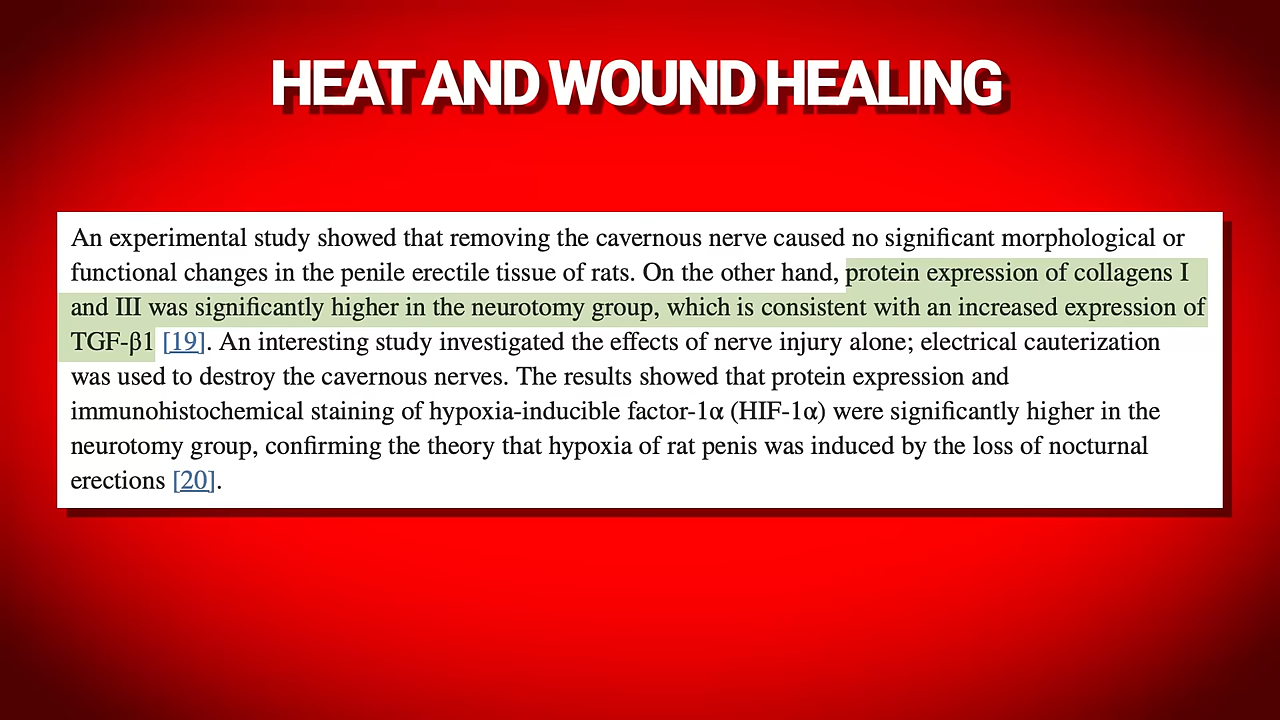 HEAT AND WOUND HEALING
An experimental study showed that removing the cavernous nerve caused no significant morphological or
functional changes in the penile erectile tissue of rats. On the other hand, protein expression of collagens I
and III was significantly higher in the neurotomy group, which is consistent with an increased expression of
TGF-β1 [19]. An interesting study investigated the effects of nerve injury alone; electrical cauterization
was used to destroy the cavernous nerves. The results showed that protein expression and
immunohistochemical staining of hypoxia-inducible factor-1α (HIF-1α) were significantly higher in the
neurotomy group, confirming the theory that hypoxia of rat penis was induced by the loss of nocturnal
erections [20].